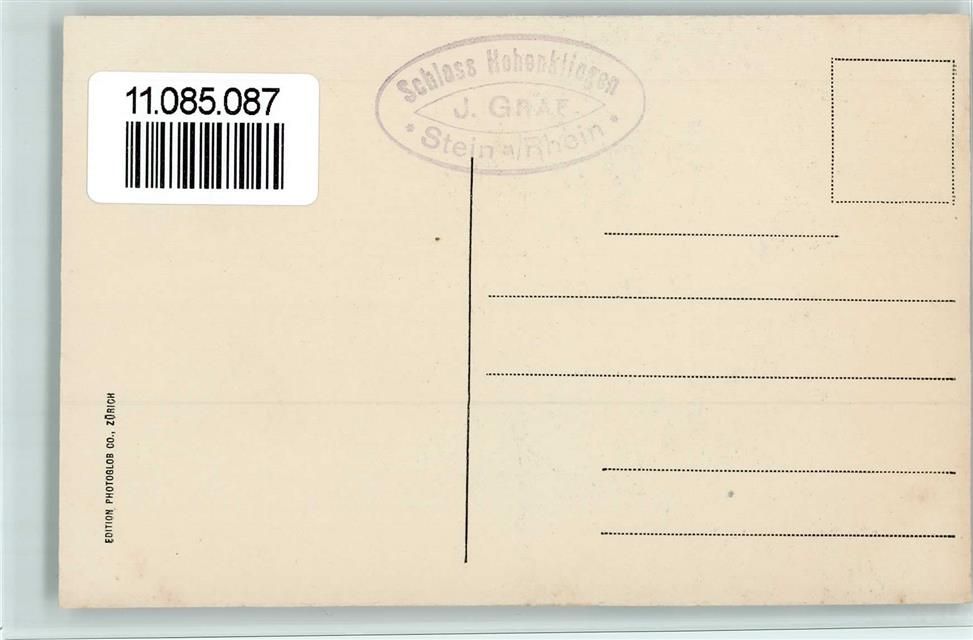 11.085.087
Schloss Hohenklingen
J. GRAF
* Stein a/Rhein *
EDITION PHOTOGLOB CO., ZÜRICH